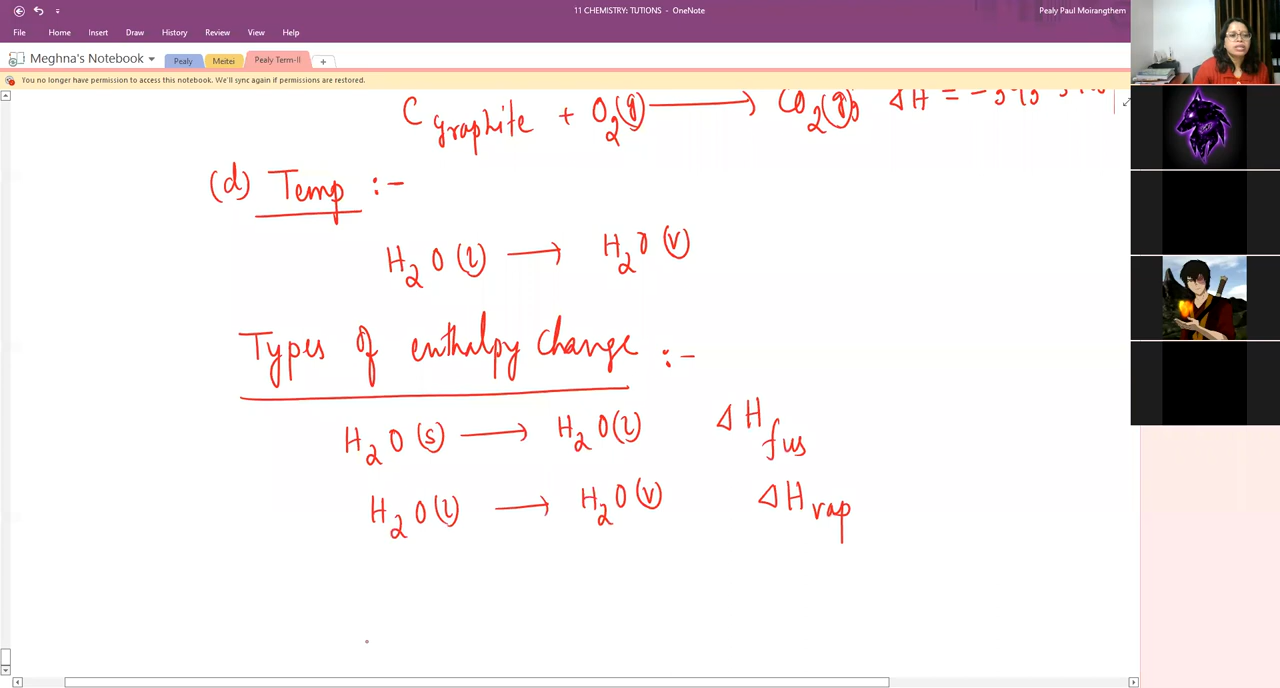 11 CHEMISTRY: TUTIONS - OneNote
Pealy Paul Moirangthem
File Home Insert Draw History Review View Help
Meghna's Notebook Pealy Meitei Pealy Term-II
You no longer have permission to access this notebook. We'll sync again if permissions are restored.
C graphite + O₂(g) ⟶ CO₂(g) ΔH =
(d) Temp :-
H₂O(l) ⟶ H₂O(v)
Types of enthalpy change :-
H₂O(s) ⟶ H₂O(l) ΔH fus
H₂O(l) ⟶ H₂O(v) ΔH vap